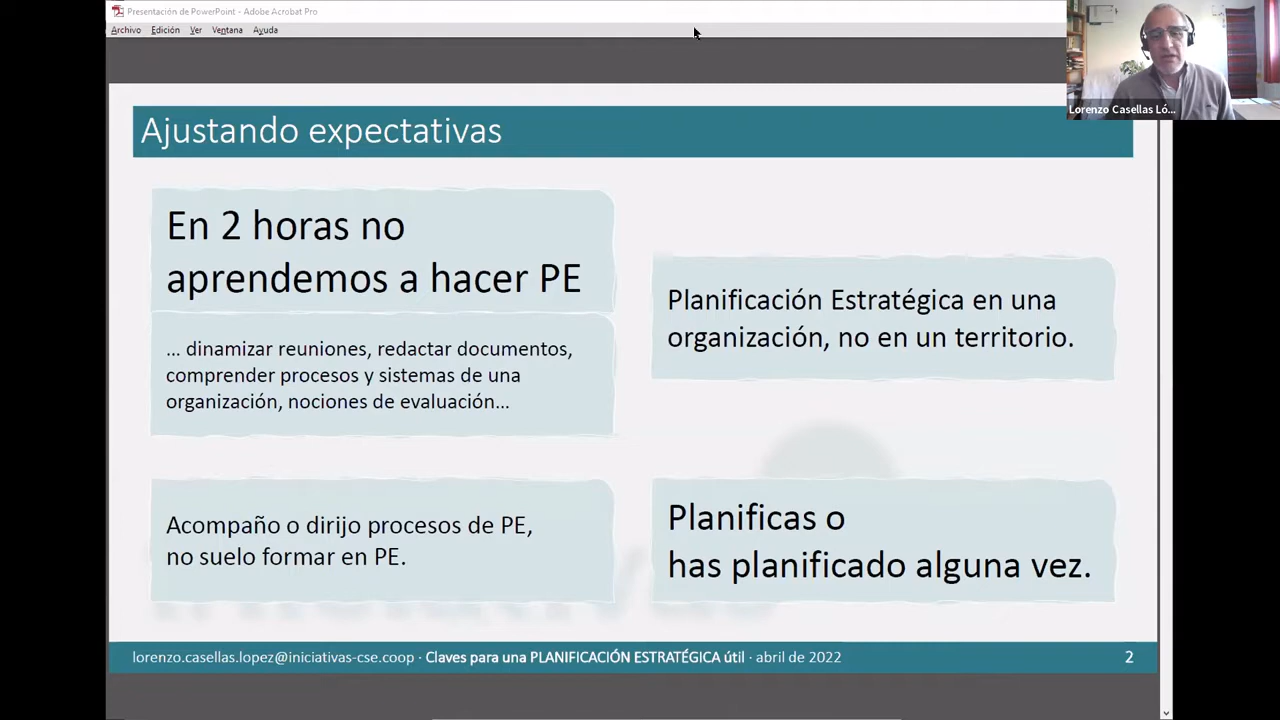 Presentación de PowerPoint - Adobe Acrobat Pro
Archivo Edición Ver Ventana Ayuda
Lorenzo Casellas Ló...
Ajustando expectativas
En 2 horas no
aprendemos a hacer PE
... dinamizar reuniones, redactar documentos,
comprender procesos y sistemas de una
organización, nociones de evaluación...
Planificación Estratégica en una
organización, no en un territorio.
Acompaño o dirijo procesos de PE,
no suelo formar en PE.
Planificas o
has planificado alguna vez.
lorenzo.casellas.lopez@iniciativas-cse.coop · Claves para una PLANIFICACIÓN ESTRATÉGICA útil · abril de 2022
2